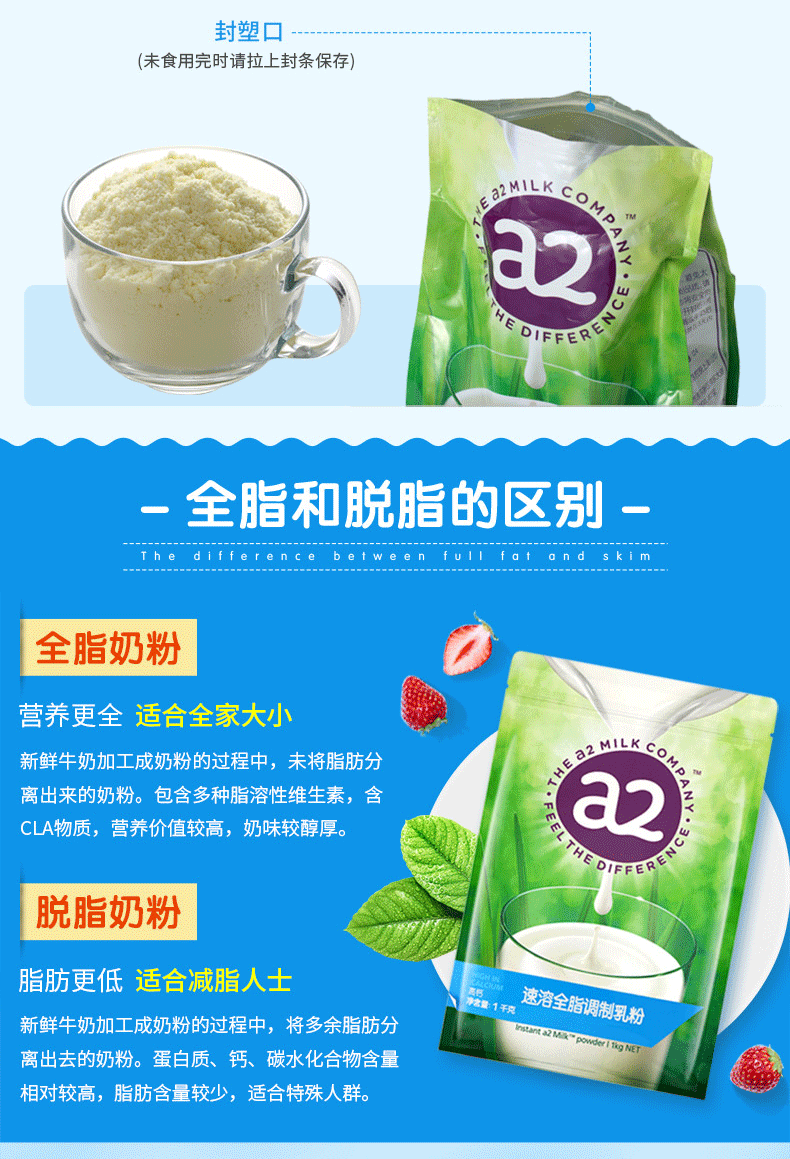 封塑口
(未食用完时请拉上封条保存)
THE a2 MILK COMPANY
TM
a2
FEEL THE DIFFERENCE
全脂和脱脂的区别
The difference between full fat and skim
全脂奶粉
营养更全 适合全家大小
新鲜牛奶加工成奶粉的过程中，未将脂肪分
离出来的奶粉。包含多种脂溶性维生素，含
CLA物质，营养价值较高，奶味较醇厚。
THE a2 MILK COMPANY
TM
a2
FEEL THE DIFFERENCE
脱脂奶粉
脂肪更低 适合减脂人士
新鲜牛奶加工成奶粉的过程中，将多余脂肪分
离出去的奶粉。蛋白质、钙、碳水化合物含量
相对较高，脂肪含量较少，适合特殊人群。
HIGH IN
CALCIUM
高钙
净含量: 1 千克
速溶全脂调制乳粉
Instant a2 Milk™ powder | 1kg NET